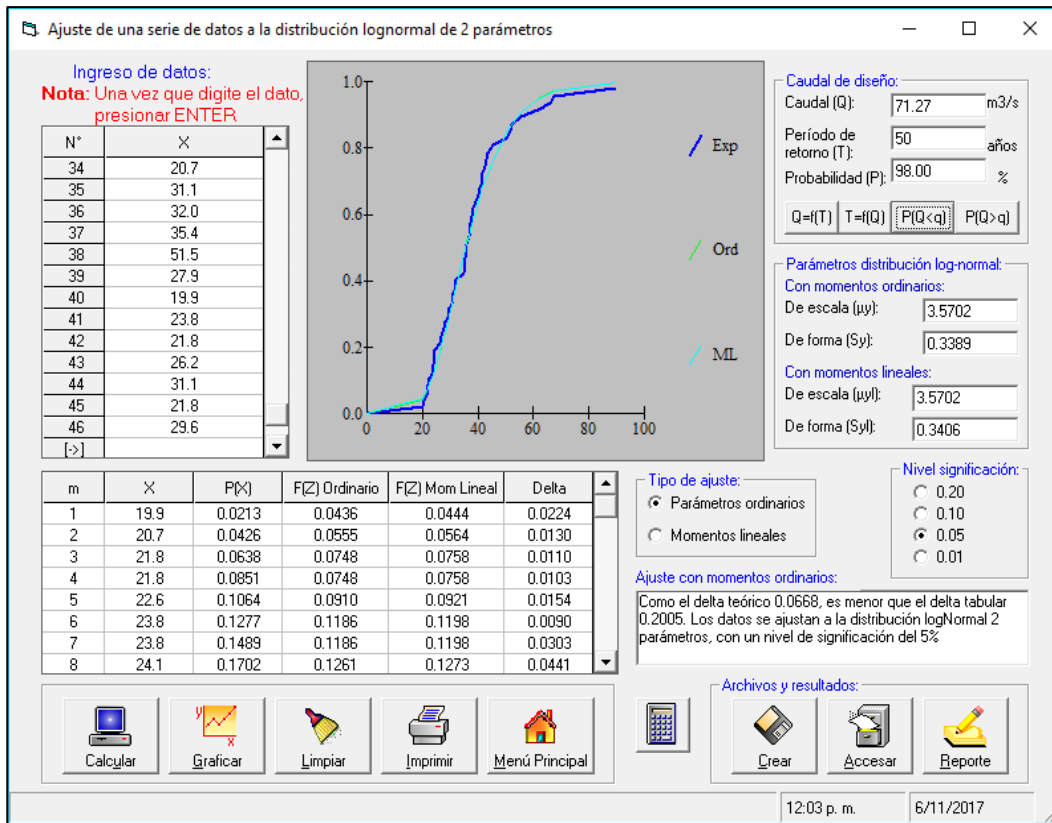 Ajuste de una serie de datos a la distribución lognormal de 2 parámetros
Ingreso de datos:
Nota: Una vez que digite el dato,
presionar ENTER
N° X
34 20.7
35 31.1
36 32.0
37 35.4
38 51.5
39 27.9
40 19.9
41 23.8
42 21.8
43 26.2
44 31.1
45 21.8
46 29.6
[->]
1.0
0.8
0.6
0.4
0.2
0.0
0 20 40 60 80 100
Exp
Ord
ML
Caudal de diseño:
Caudal (Q): 71.27 m3/s
Período de
retorno (T): 50 años
Probabilidad (P): 98.00 %
Q=f(T) T=f(Q) P(Q<q) P(Q>q)
Parámetros distribución log-normal:
Con momentos ordinarios:
De escala (µy) 3.5702
De forma (Sy) 0.3389
Con momentos lineales:
De escala (µyl) 3.5702
De forma (Syl) 0.3406
m X P(X) F(Z) Ordinario F(Z) Mom Lineal Delta
1 19.9 0.0213 0.0436 0.0444 0.0224
2 20.7 0.0426 0.0555 0.0564 0.0130
3 21.8 0.0638 0.0748 0.0758 0.0110
4 21.8 0.0851 0.0748 0.0758 0.0103
5 22.6 0.1064 0.0910 0.0921 0.0154
6 23.8 0.1277 0.1186 0.1198 0.0090
7 23.8 0.1489 0.1186 0.1198 0.0303
8 24.1 0.1702 0.1261 0.1273 0.0441
Tipo de ajuste:
Parámetros ordinarios
Momentos lineales
Nivel significación:
0.20
0.10
0.05
0.01
Ajuste con momentos ordinarios:
Como el delta teórico 0.0668, es menor que el delta tabular
0.2005. Los datos se ajustan a la distribución logNormal 2
parámetros, con un nivel de significación del 5%
Calcular
Graficar
y
x
Limpiar
Imprimir
Menú Principal
Archivos y resultados:
Crear
Accesar
Reporte
12:03 p. m.
6/11/2017